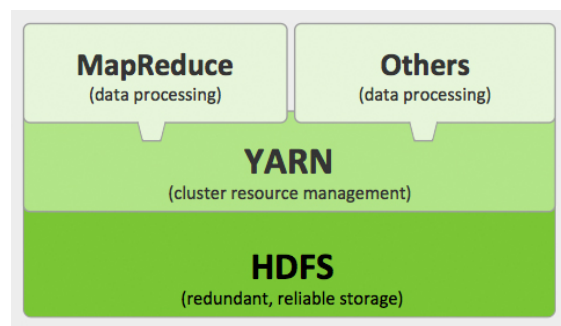 MapReduce
(data processing)
Others
(data processing)
YARN
(cluster resource management)
HDFS
(redundant, reliable storage)